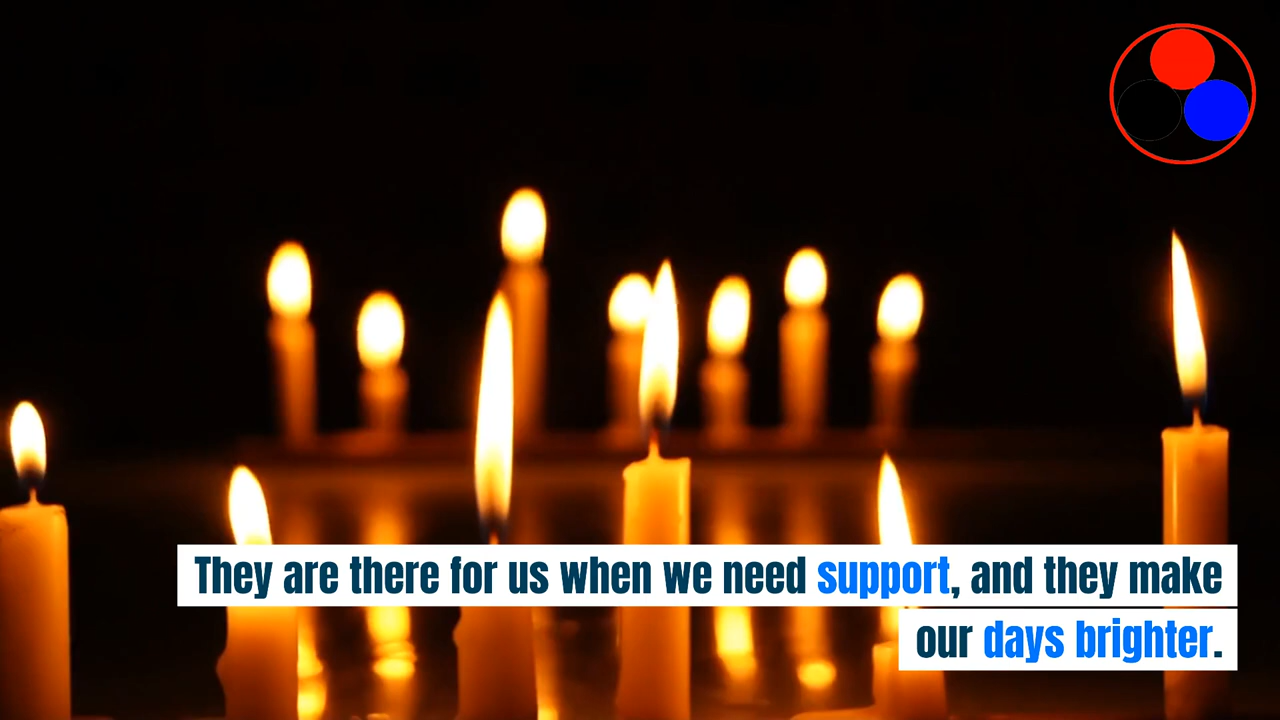 They are there for us when we need support, and they make
our days brighter.